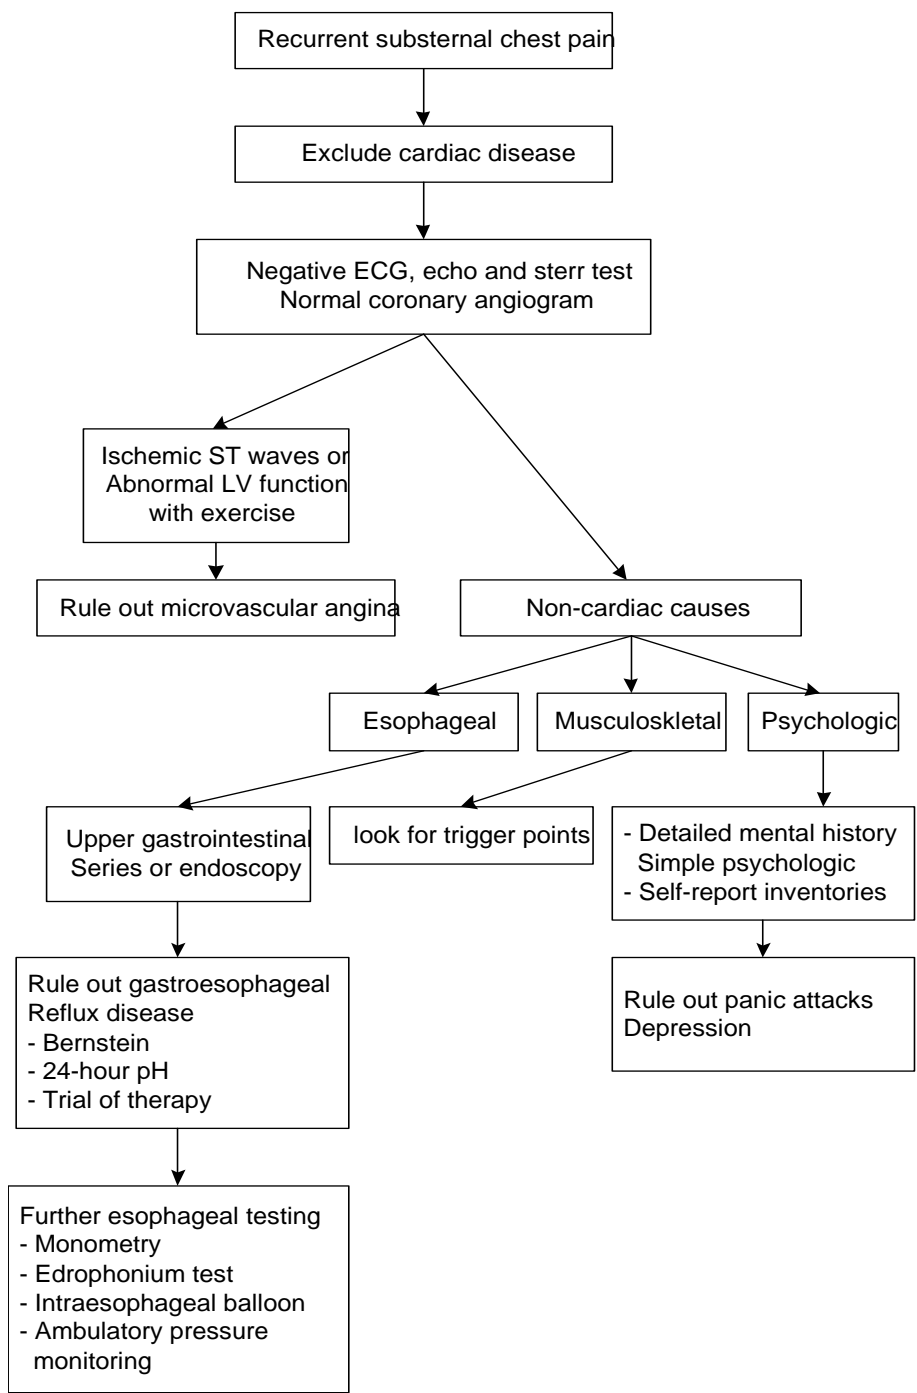 Recurrent substernal chest pain
Exclude cardiac disease
Negative ECG, echo and sterr test
Normal coronary angiogram
Ischemic ST waves or
Abnormal LV function
with exercise
Rule out microvascular angina
Non-cardiac causes
Esophageal
Musculoskletal
Psychologic
Upper gastrointestinal
Series or endoscopy
look for trigger points
- Detailed mental history
Simple psychologic
- Self-report inventories
Rule out gastroesophageal
Reflux disease
- Bernstein
- 24-hour pH
- Trial of therapy
Rule out panic attacks
Depression
Further esophageal testing
- Monometry
- Edrophonium test
- Intraesophageal balloon
- Ambulatory pressure
monitoring